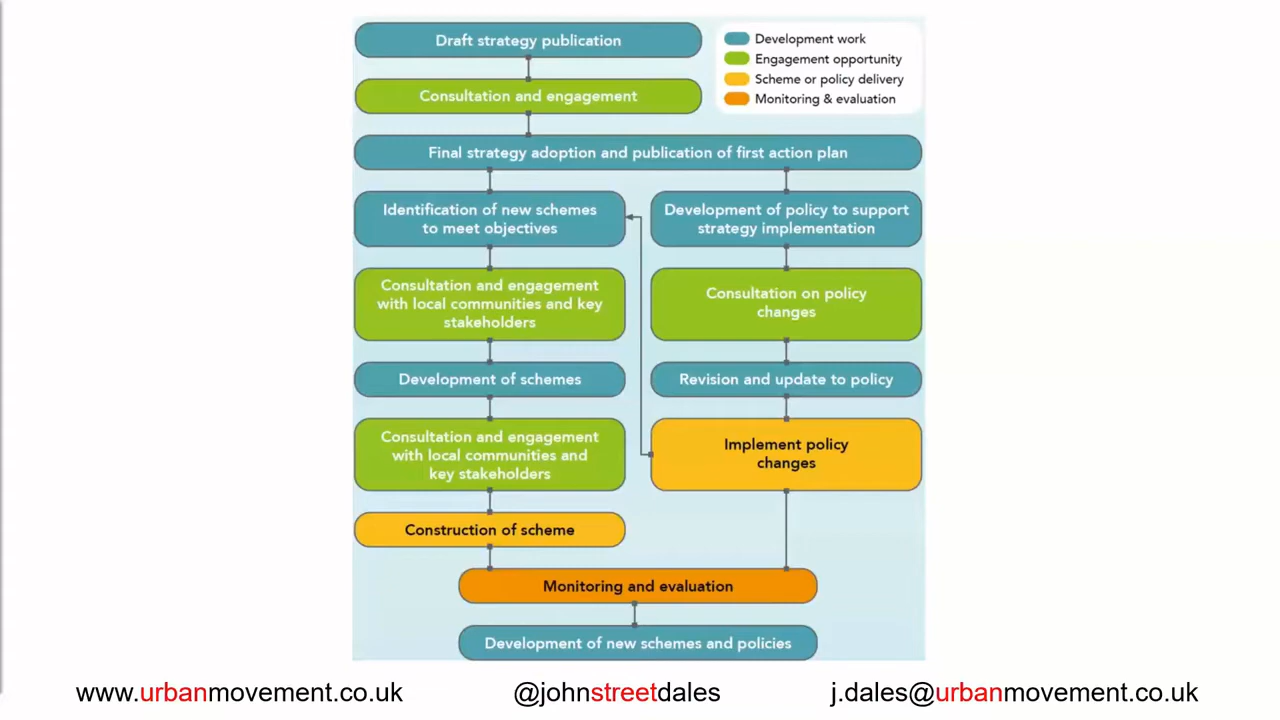 Draft strategy publication
Development work
Engagement opportunity
Scheme or policy delivery
Monitoring & evaluation
Consultation and engagement
Final strategy adoption and publication of first action plan
Identification of new schemes
to meet objectives
Development of policy to support
strategy implementation
Consultation and engagement
with local communities and key
stakeholders
Consultation on policy
changes
Development of schemes
Revision and update to policy
Consultation and engagement
with local communities and
key stakeholders
Implement policy
changes
Construction of scheme
Monitoring and evaluation
Development of new schemes and policies
www.urbanmovement.co.uk
@johnstreetdales
j.dales@urbanmovement.co.uk